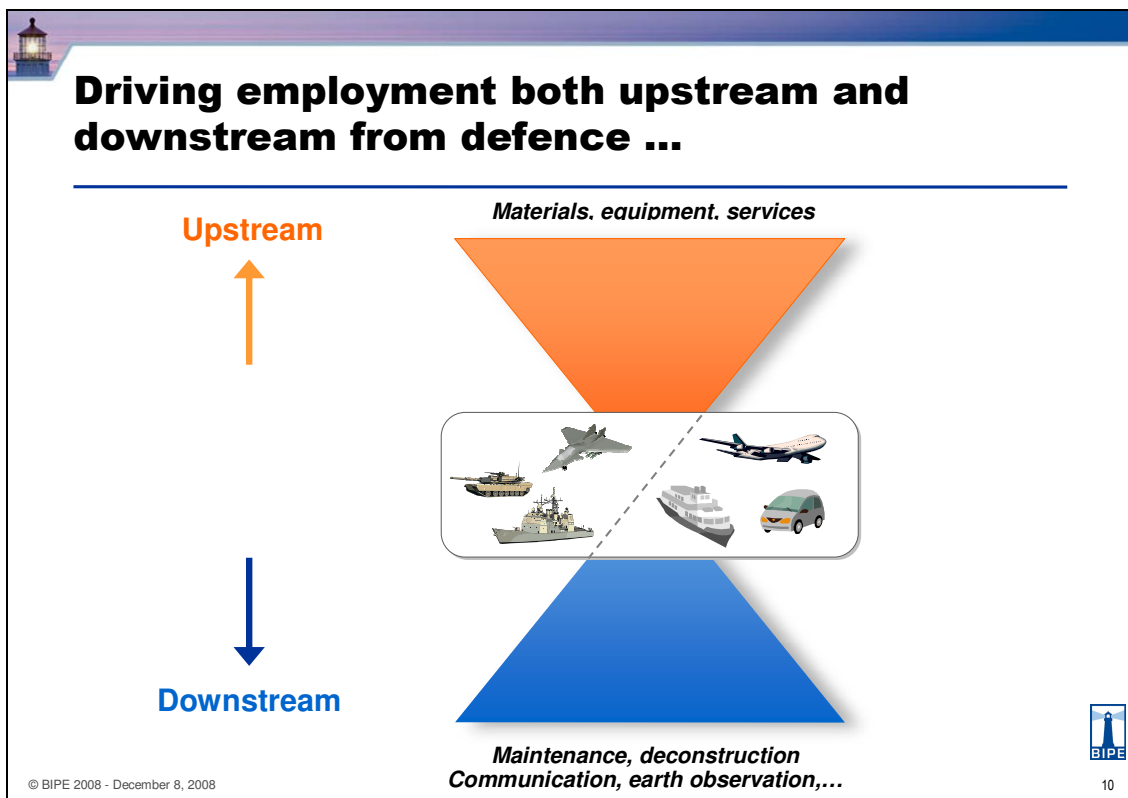 Driving employment both upstream and
downstream from defence ...
Upstream
Materials, equipment, services
Downstream
Maintenance, deconstruction
Communication, earth observation,...
BIPE
© BIPE 2008 - December 8, 2008
10